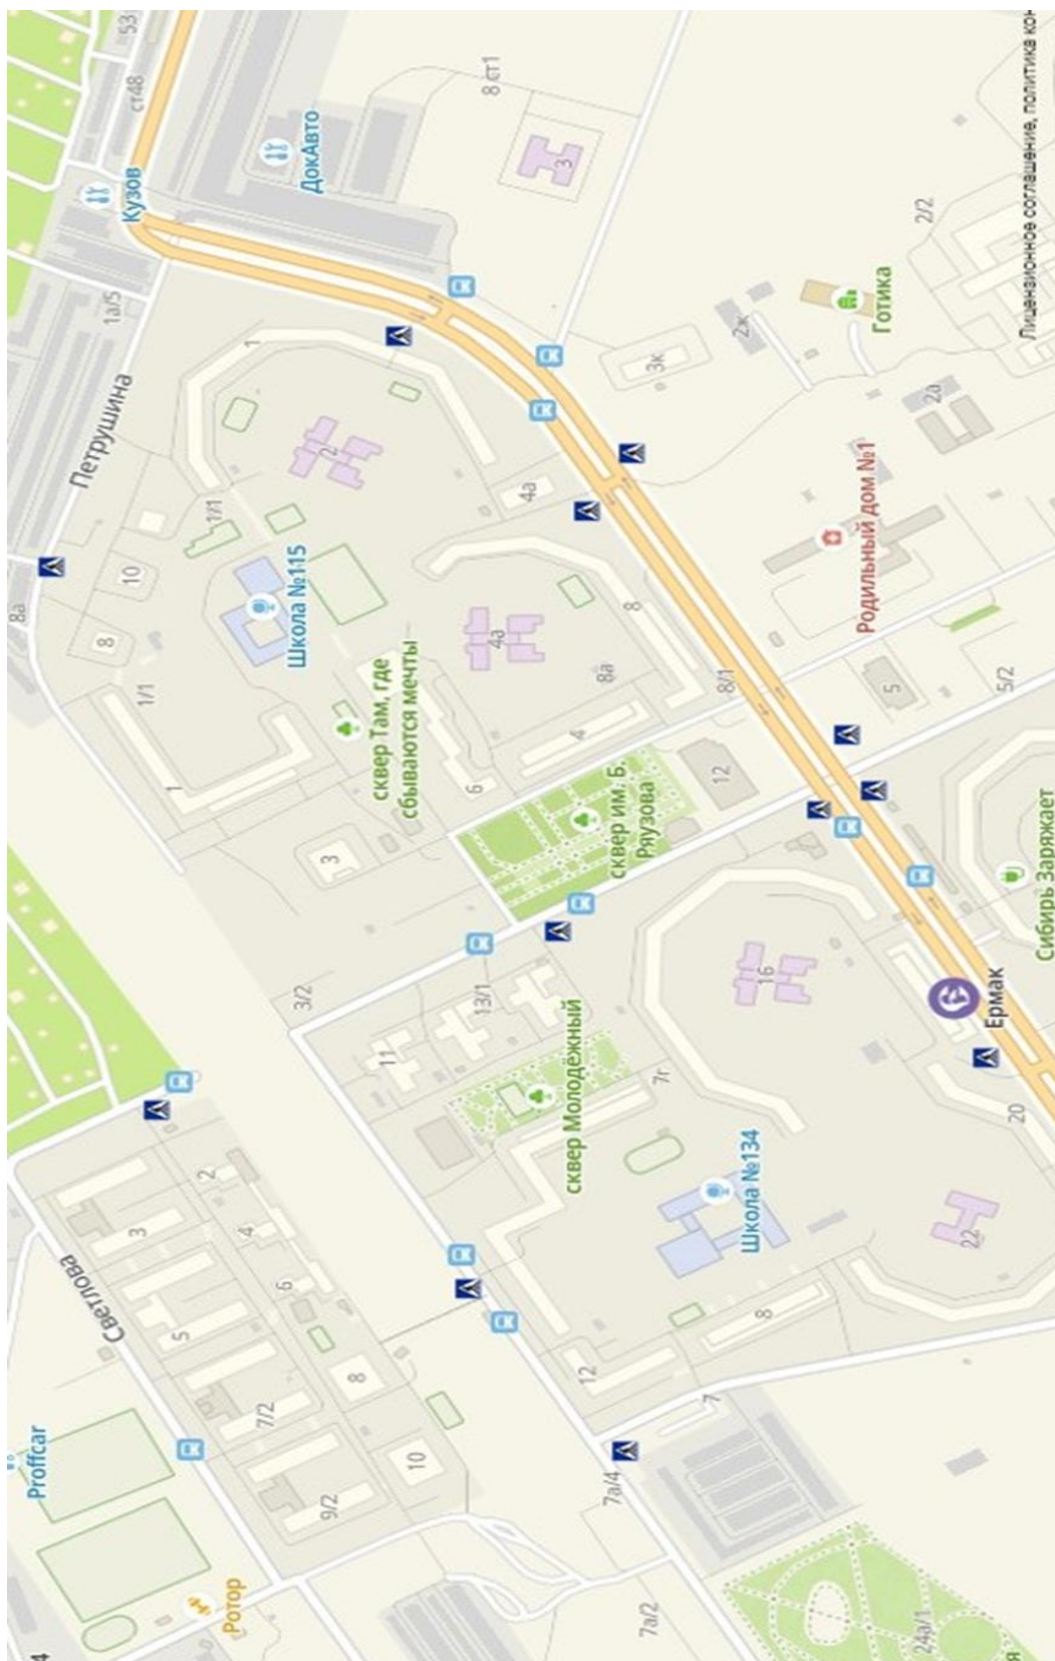 53
ст48
Кузов
ДокАвто
8 ст1
3
2/2
Лицензионное соглашение, политика кон
1а/5
Петрушина
1
2
Готика
2ж
3к
2а
4а
1/1
Родильный дом №1
8а
10
8
Школа №115
4а
8
8а
1/1
сквер Там, где
сбываются мечты
8/1
5
5/2
4
6
12
1
3
сквер им. Б.
Ряузова
Сибирь Заряжает
3/2
13/1
11
16
Ермак
сквер Молодёжный
7г
20
Школа №134
22
2
3
4
6
Светлова
5
8
8
12
7/2
7
10
9/2
Proffcar
7а/4
Ротор
7а/2
24а/1
4
я